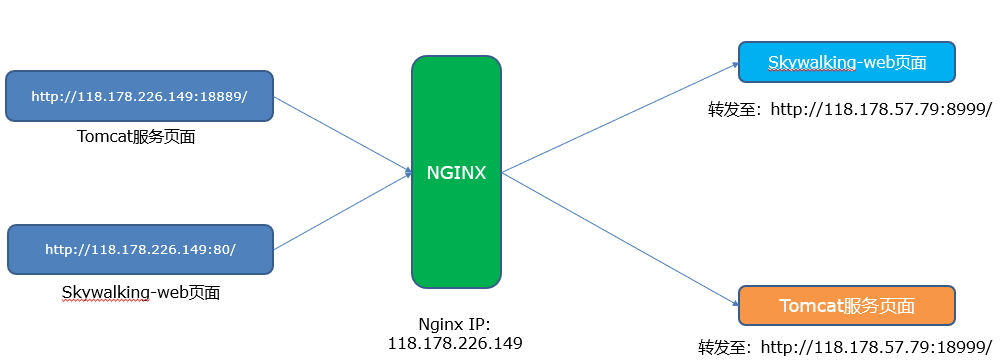 http://118.178.226.149:18889/
Tomcat服务页面
http://118.178.226.149:80/
Skywalking-web页面
NGINX
Nginx IP:
118.178.226.149
Skywalking-web页面
转发至：http://118.178.57.79:8999/
Tomcat服务页面
转发至：http://118.178.57.79:18999/